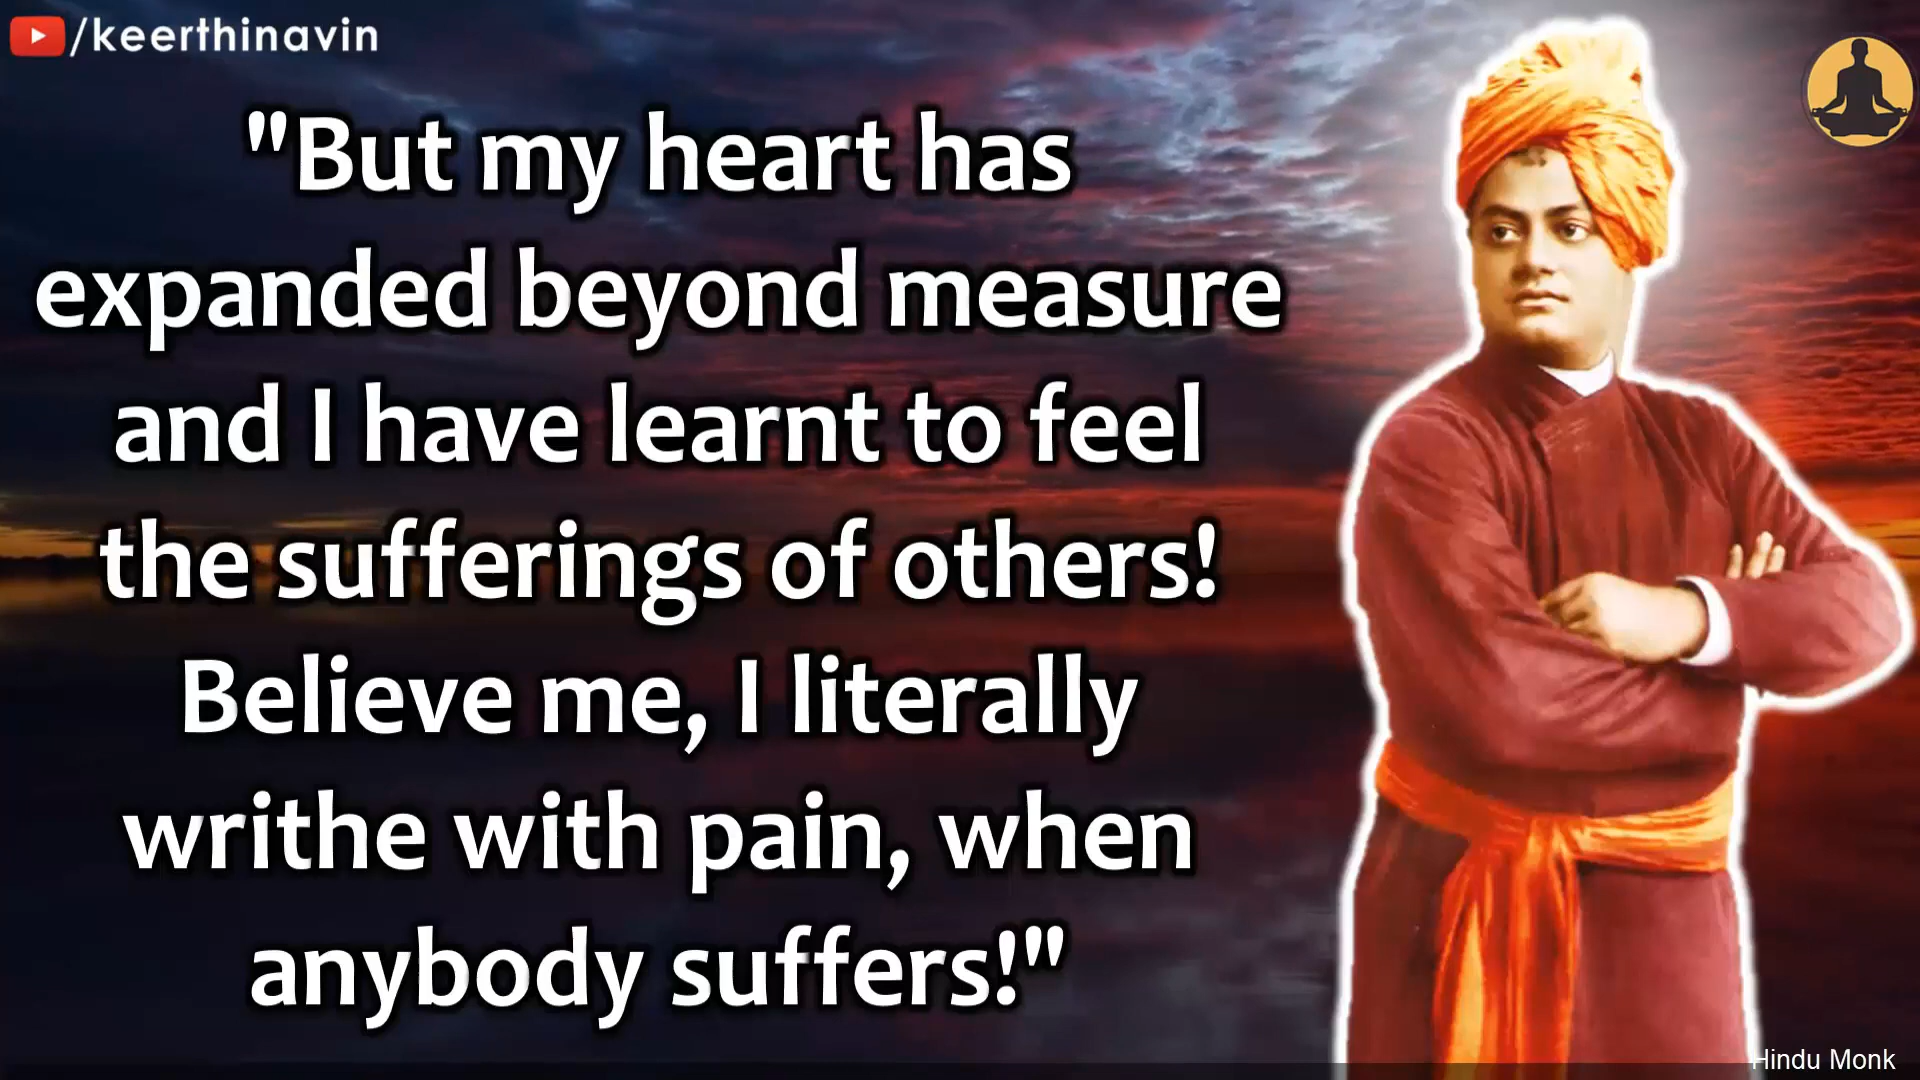 /keerthinavin
"But my heart has
expanded beyond measure
and I have learnt to feel
the sufferings of others!
Believe me, I literally
writhe with pain, when
anybody suffers!"
Hindu Monk